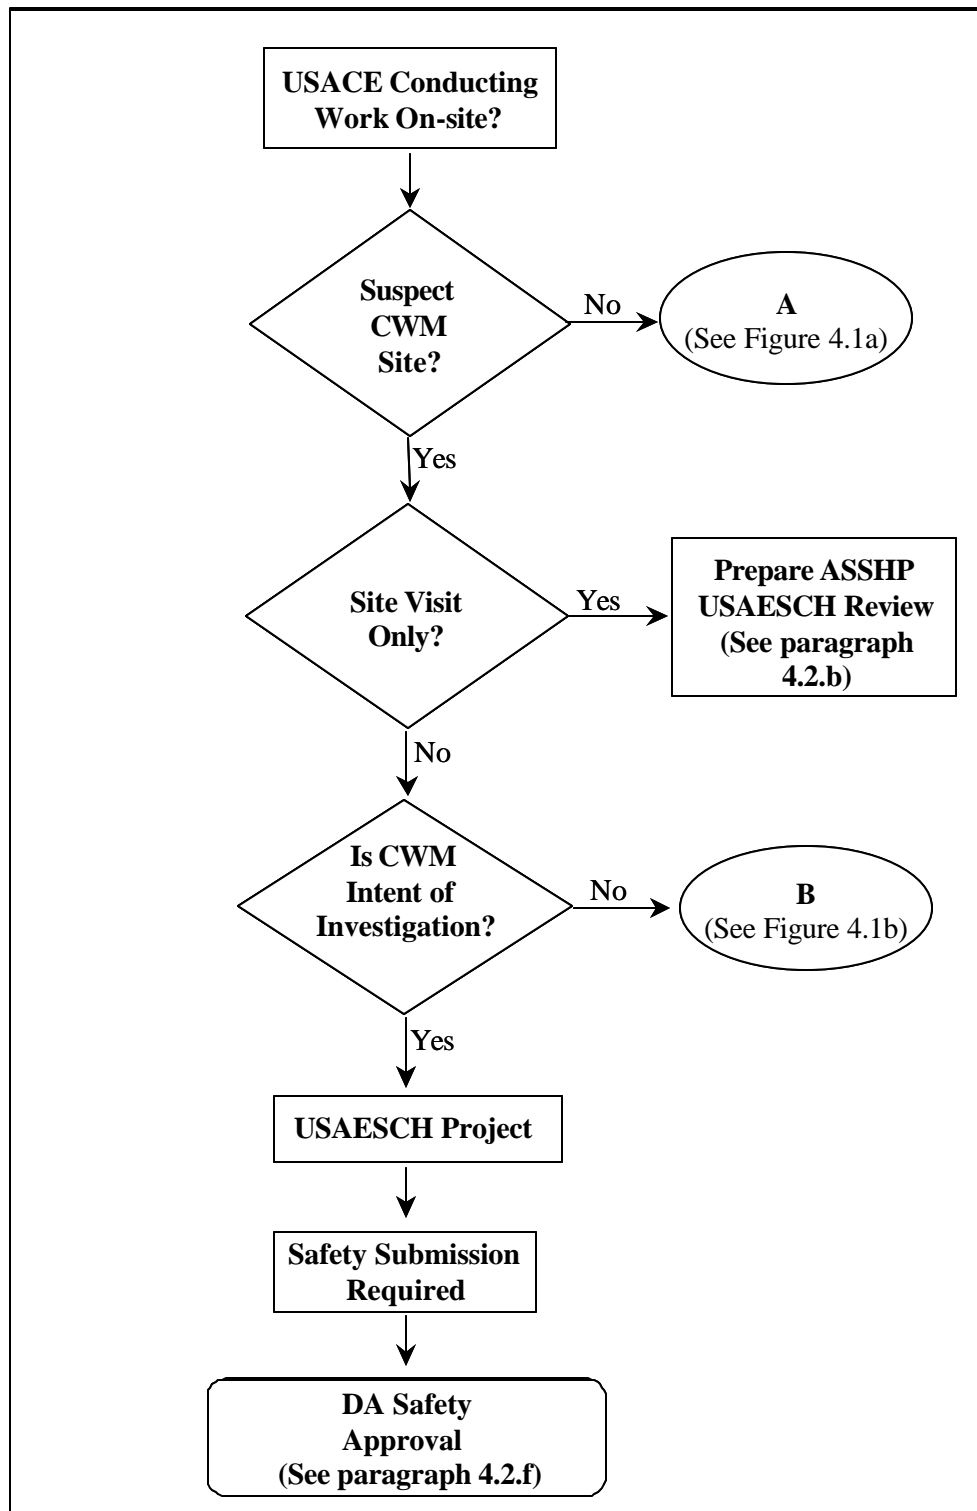 USACE Conducting
Work On-site?
Suspect
CWM
Site?
No
A
(See Figure 4.1a)
Yes
Site Visit
Only?
Yes
Prepare ASSHP
USAESCH Review
(See paragraph
4.2.b)
No
Is CWM
Intent of
Investigation?
No
B
(See Figure 4.1b)
Yes
USAESCH Project
Safety Submission
Required
DA Safety
Approval
(See paragraph 4.2.f)